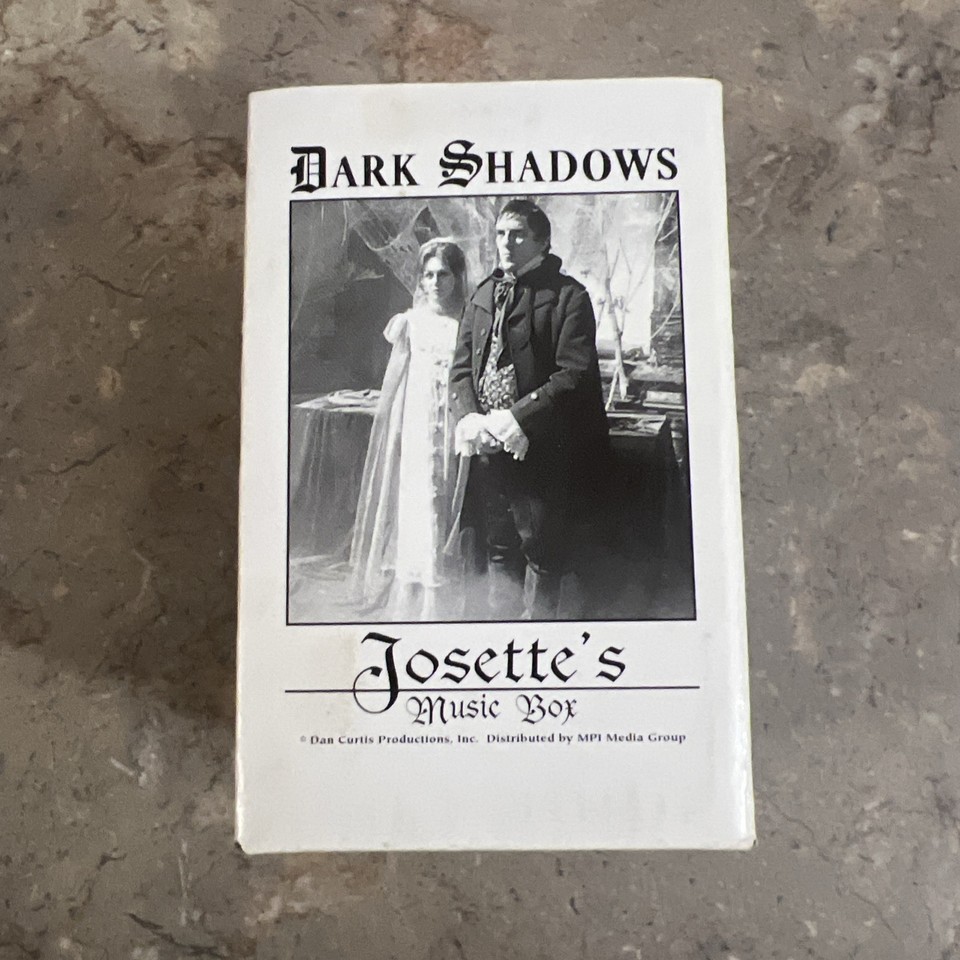 DARK SHADOWS
Josette's
Music Box
© Dan Curtis Productions, Inc. Distributed by MPI Media Group